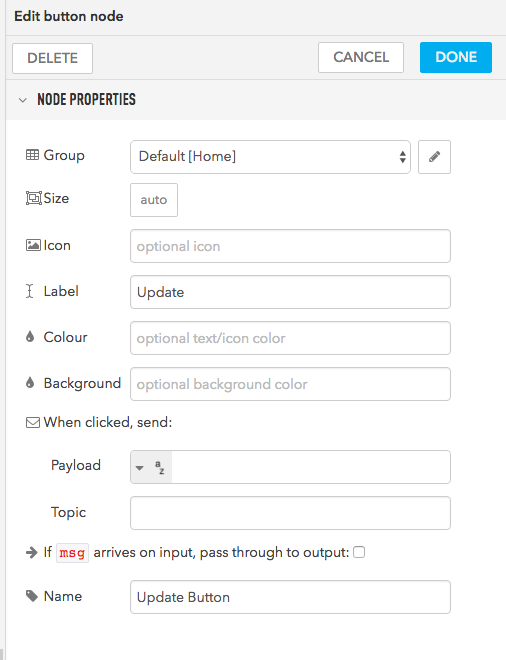 Edit button node
DELETE CANCEL DONE
NODE PROPERTIES
Group Default [Home]
Size auto
Icon optional icon
Label Update
Colour optional text/icon color
Background optional background color
When clicked, send:
Payload a z
Topic
If msg arrives on input, pass through to output:
Name Update Button